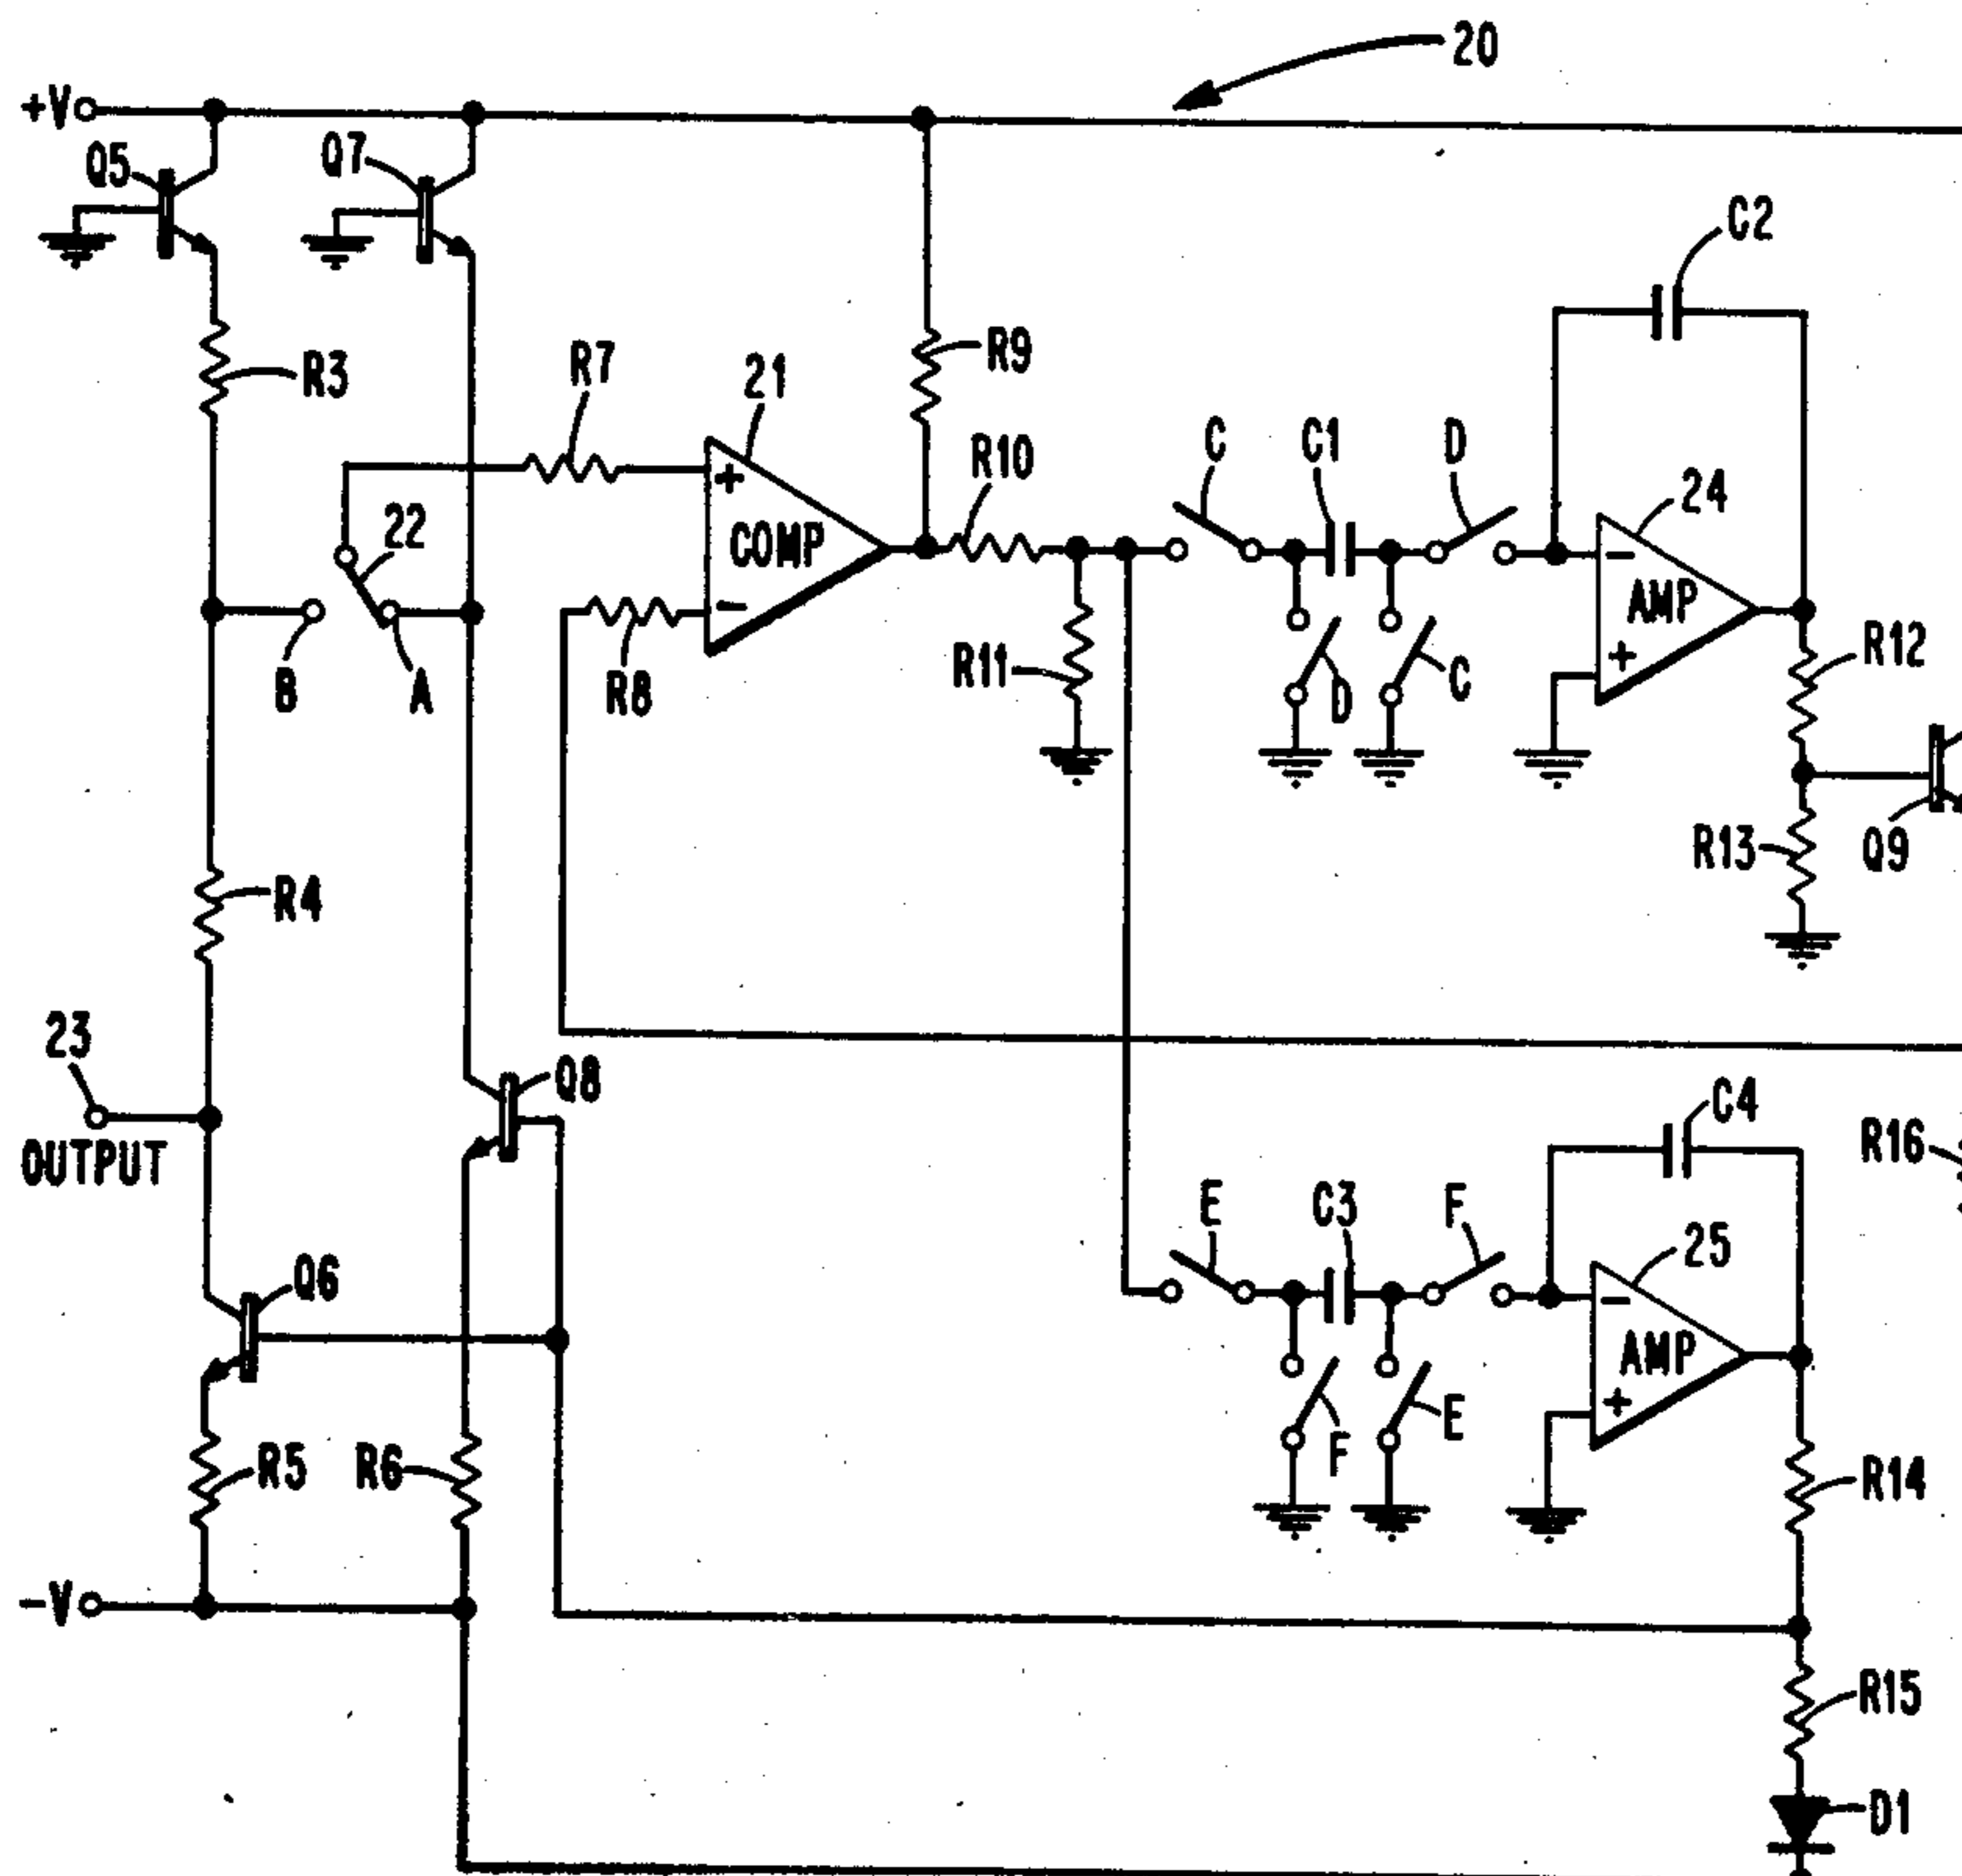 20
+V
Q5
Q7
C2
R3
R7
21
R9
R10
C
C1
D
24
22
+
COMP
-
-
AMP
+
R12
B
A
R8
R11
D
C
R13
Q9
R4
23
OUTPUT
Q8
C4
R16
E
C3
F
25
Q6
-
AMP
+
R5
R6
F
E
R14
-V
R15
D1